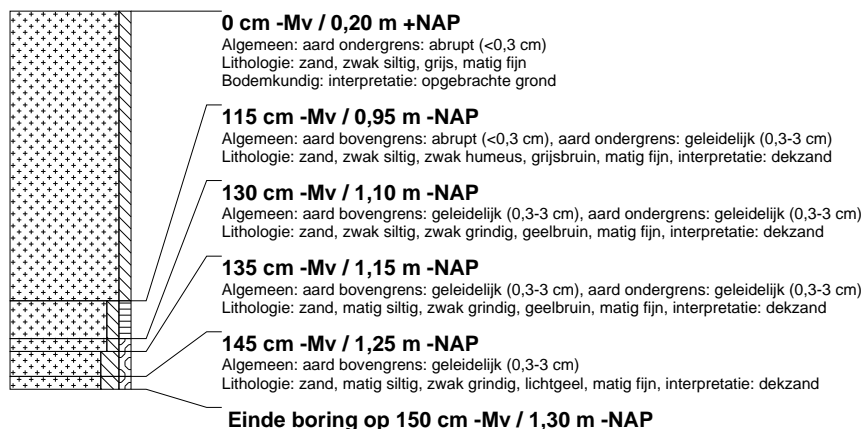 0 cm -Mv / 0,20 m +NAP
Algemeen: aard ondergrens: abrupt (<0,3 cm)
Lithologie: zand, zwak siltig, grijs, matig fijn
Bodemkundig: interpretatie: opgebrachte grond
115 cm -Mv / 0,95 m -NAP
Algemeen: aard bovengrens: abrupt (<0,3 cm), aard ondergrens: geleidelijk (0,3-3 cm)
Lithologie: zand, zwak siltig, zwak humeus, grijsbruin, matig fijn, interpretatie: dekzand
130 cm -Mv / 1,10 m -NAP
Algemeen: aard bovengrens: geleidelijk (0,3-3 cm), aard ondergrens: geleidelijk (0,3-3 cm)
Lithologie: zand, zwak siltig, zwak grindig, geelbruin, matig fijn, interpretatie: dekzand
135 cm -Mv / 1,15 m -NAP
Algemeen: aard bovengrens: geleidelijk (0,3-3 cm), aard ondergrens: geleidelijk (0,3-3 cm)
Lithologie: zand, matig siltig, zwak grindig, geelbruin, matig fijn, interpretatie: dekzand
145 cm -Mv / 1,25 m -NAP
Algemeen: aard bovengrens: geleidelijk (0,3-3 cm)
Lithologie: zand, matig siltig, zwak grindig, lichtgeel, matig fijn, interpretatie: dekzand
Einde boring op 150 cm -Mv / 1,30 m -NAP